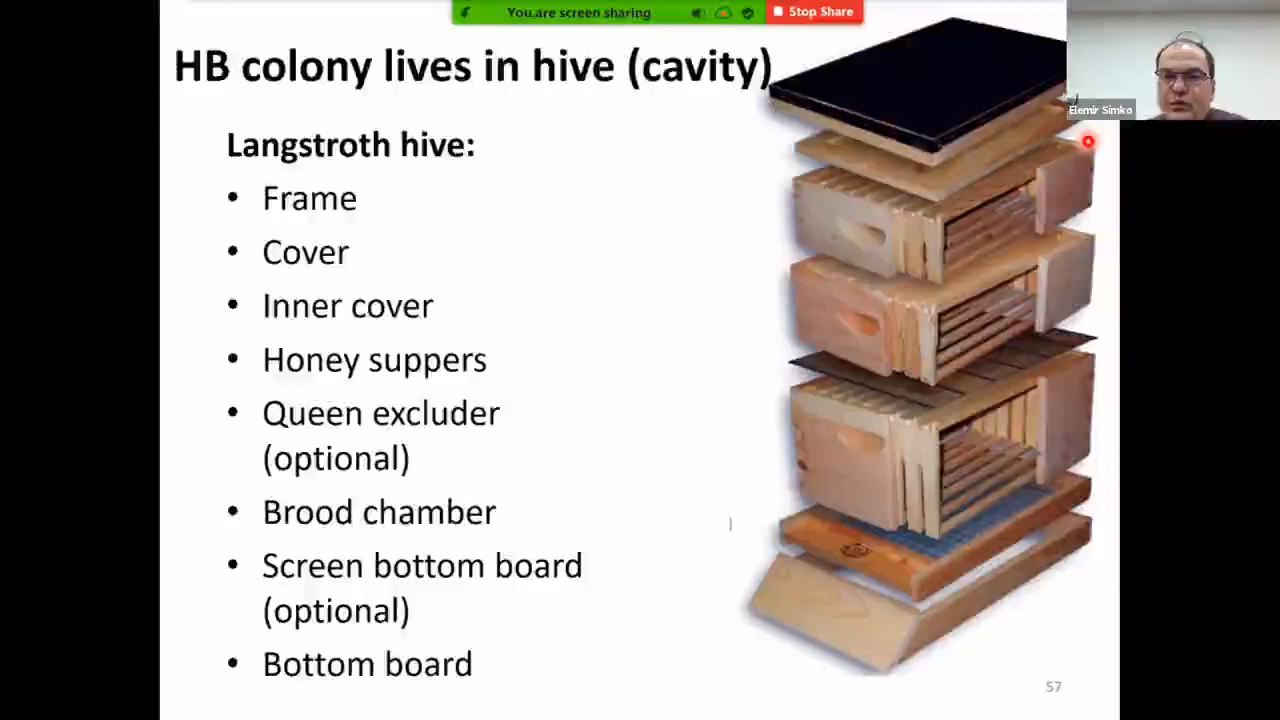 You are screen sharing
Stop Share
HB colony lives in hive (cavity)
Elemir Simko
Langstroth hive:
• Frame
• Cover
• Inner cover
• Honey suppers
• Queen excluder
(optional)
• Brood chamber
• Screen bottom board
(optional)
• Bottom board
57